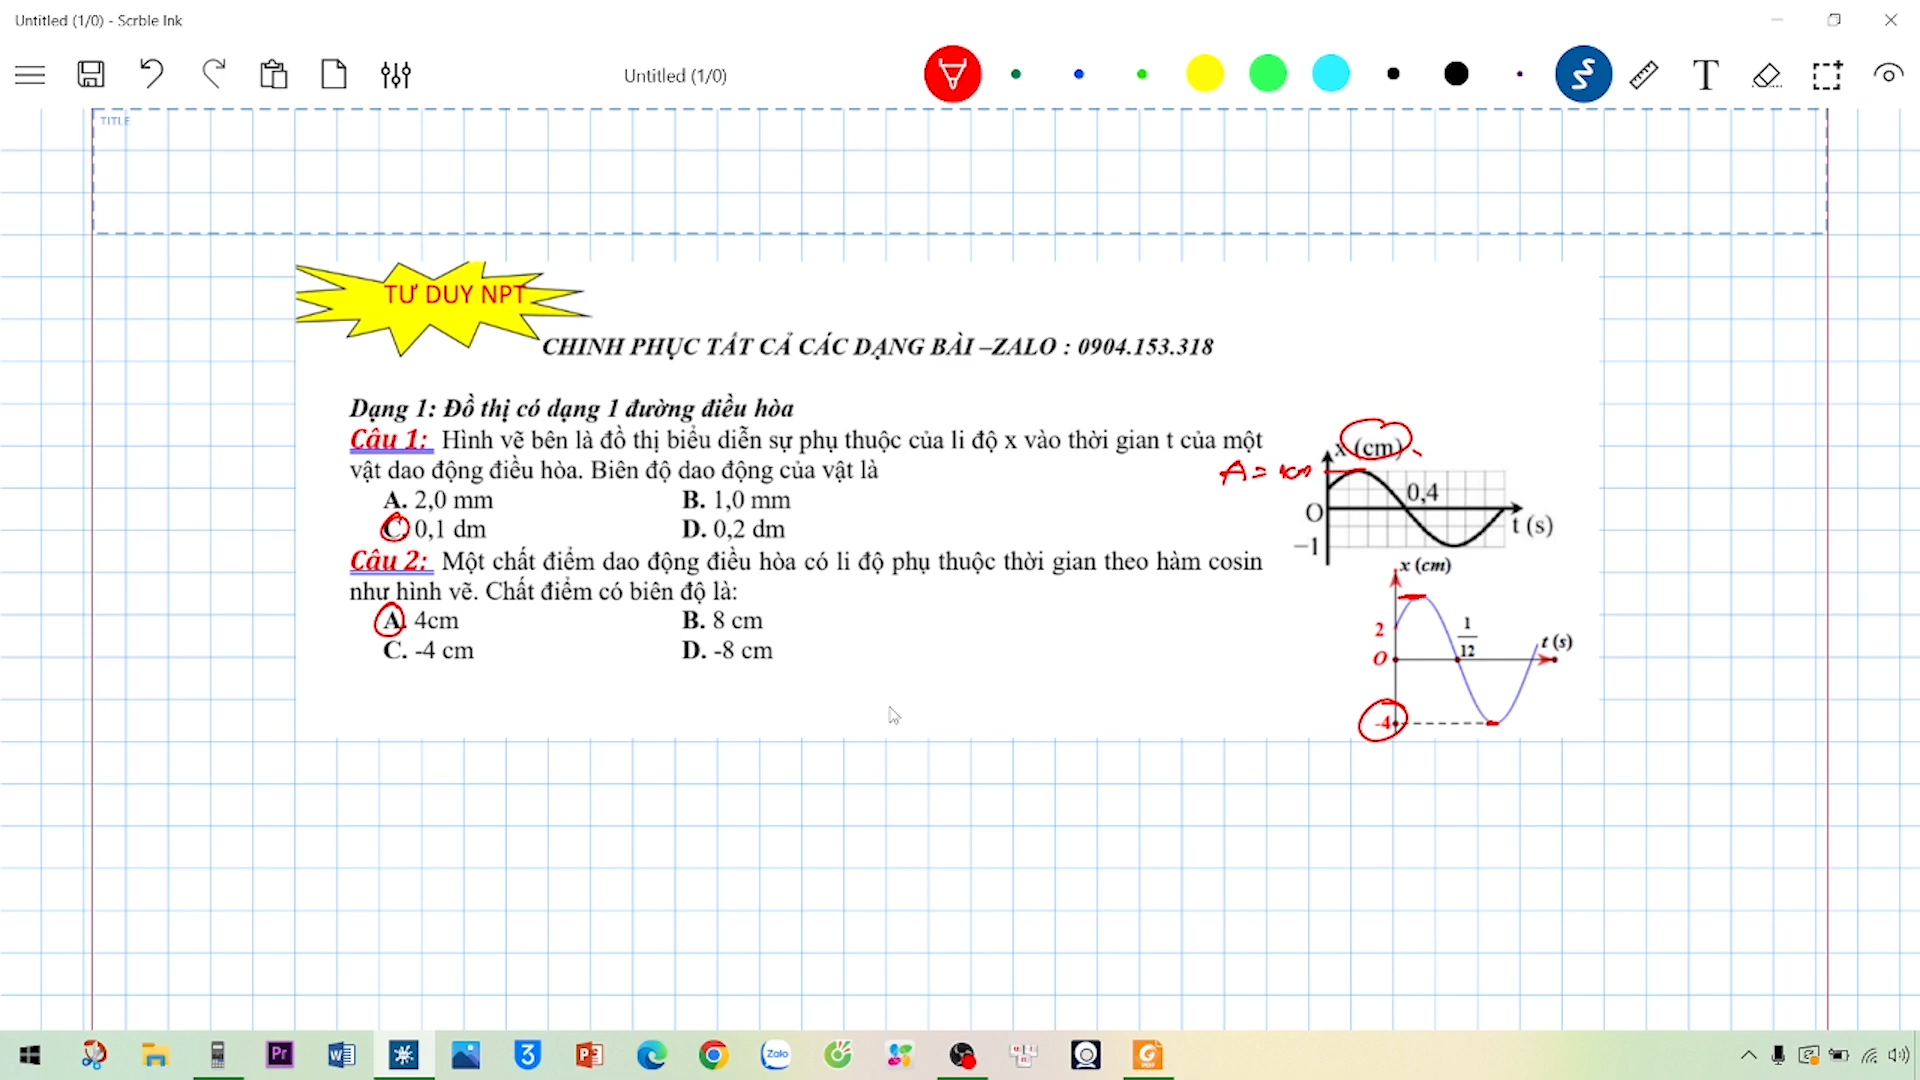 Untitled (1/0) - Scrble Ink
Untitled (1/0)
T
TITLE
TƯ DUY NPT
CHINH PHỤC TẤT CẢ CÁC DẠNG BÀI –ZALO : 0904.153.318
Dạng 1: Đồ thị có dạng 1 đường điều hòa
Câu 1: Hình vẽ bên là đồ thị biểu diễn sự phụ thuộc của li độ x vào thời gian t của một
vật dao động điều hòa. Biên độ dao động của vật là
A. 2,0 mm B. 1,0 mm
C. 0,1 dm D. 0,2 dm
Câu 2: Một chất điểm dao động điều hòa có li độ phụ thuộc thời gian theo hàm cosin
như hình vẽ. Chất điểm có biên độ là:
A. 4cm B. 8 cm
C. -4 cm D. -8 cm
x (cm)
A = 1cm
0,4
O
t (s)
–1
x (cm)
2
1
12
t (s)
O
-4
Pr
Zalo